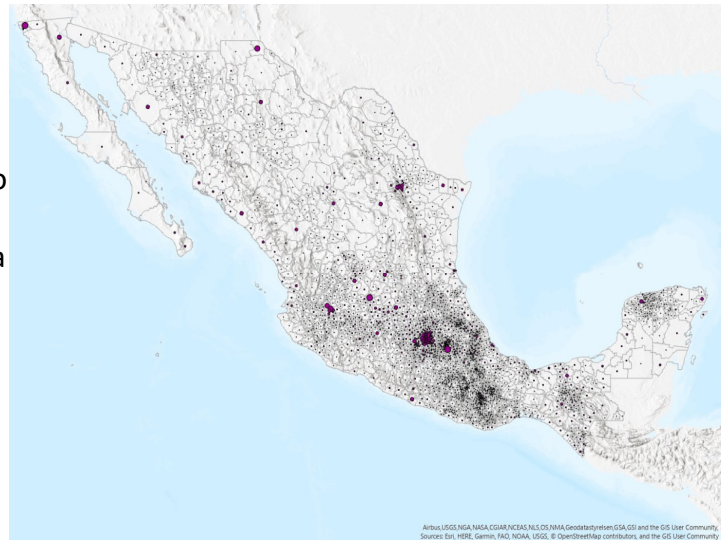 o
a
Airbus,USGS,NGA,NASA,CGIAR,NCEAS,NLS,OS,NMA,Geodatastyrelsen,GSA,GSI and the GIS User Community,
Sources: Esri, HERE, Garmin, FAO, NOAA, USGS, © OpenStreetMap contributors, and the GIS User Community